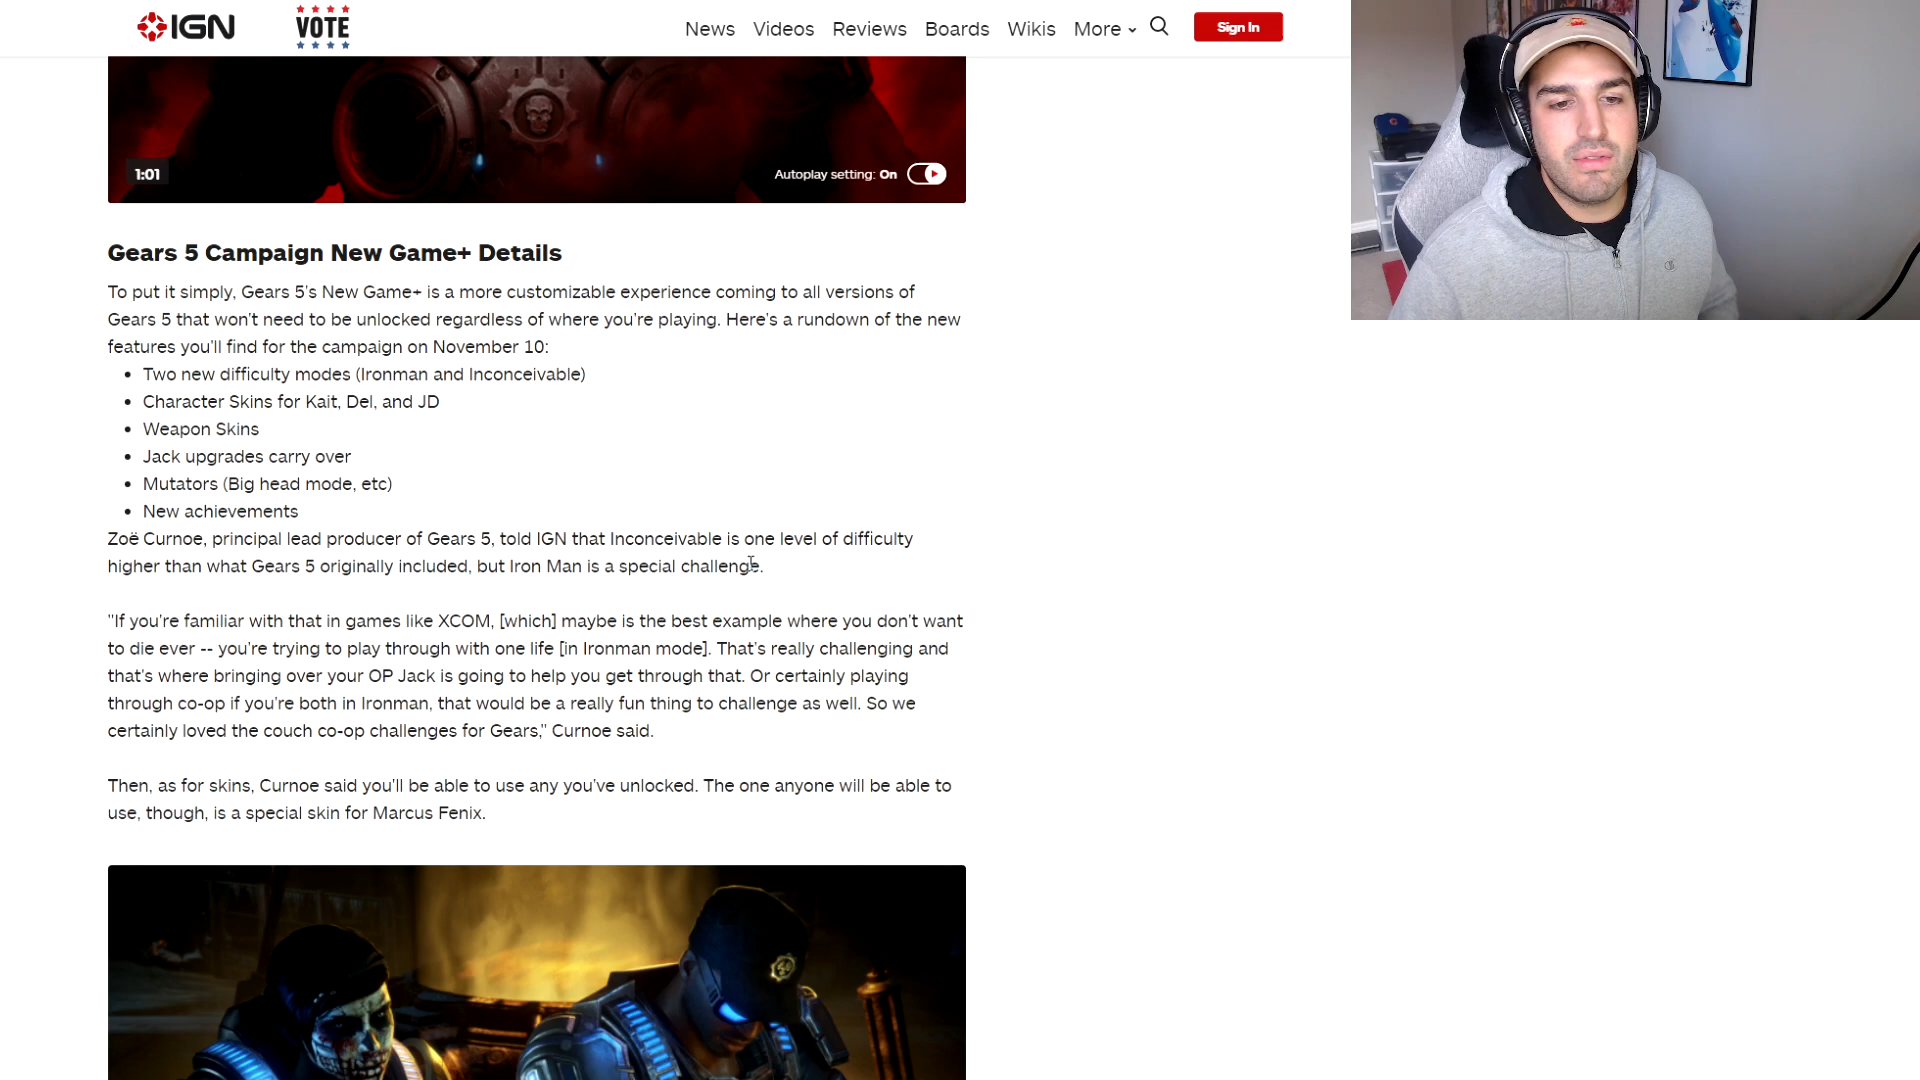 IGN
VOTE
News Videos Reviews Boards Wikis More
Sign In
1:01
Autoplay setting: On
Gears 5 Campaign New Game+ Details
To put it simply, Gears 5's New Game+ is a more customizable experience coming to all versions of
Gears 5 that won't need to be unlocked regardless of where you're playing. Here's a rundown of the new
features you'll find for the campaign on November 10:
• Two new difficulty modes (Ironman and Inconceivable)
• Character Skins for Kait, Del, and JD
• Weapon Skins
• Jack upgrades carry over
• Mutators (Big head mode, etc)
• New achievements
Zoë Curnoe, principal lead producer of Gears 5, told IGN that Inconceivable is one level of difficulty
higher than what Gears 5 originally included, but Iron Man is a special challenge.
"If you're familiar with that in games like XCOM, [which] maybe is the best example where you don't want
to die ever -- you're trying to play through with one life [in Ironman mode]. That's really challenging and
that's where bringing over your OP Jack is going to help you get through that. Or certainly playing
through co-op if you're both in Ironman, that would be a really fun thing to challenge as well. So we
certainly loved the couch co-op challenges for Gears," Curnoe said.
Then, as for skins, Curnoe said you'll be able to use any you've unlocked. The one anyone will be able to
use, though, is a special skin for Marcus Fenix.